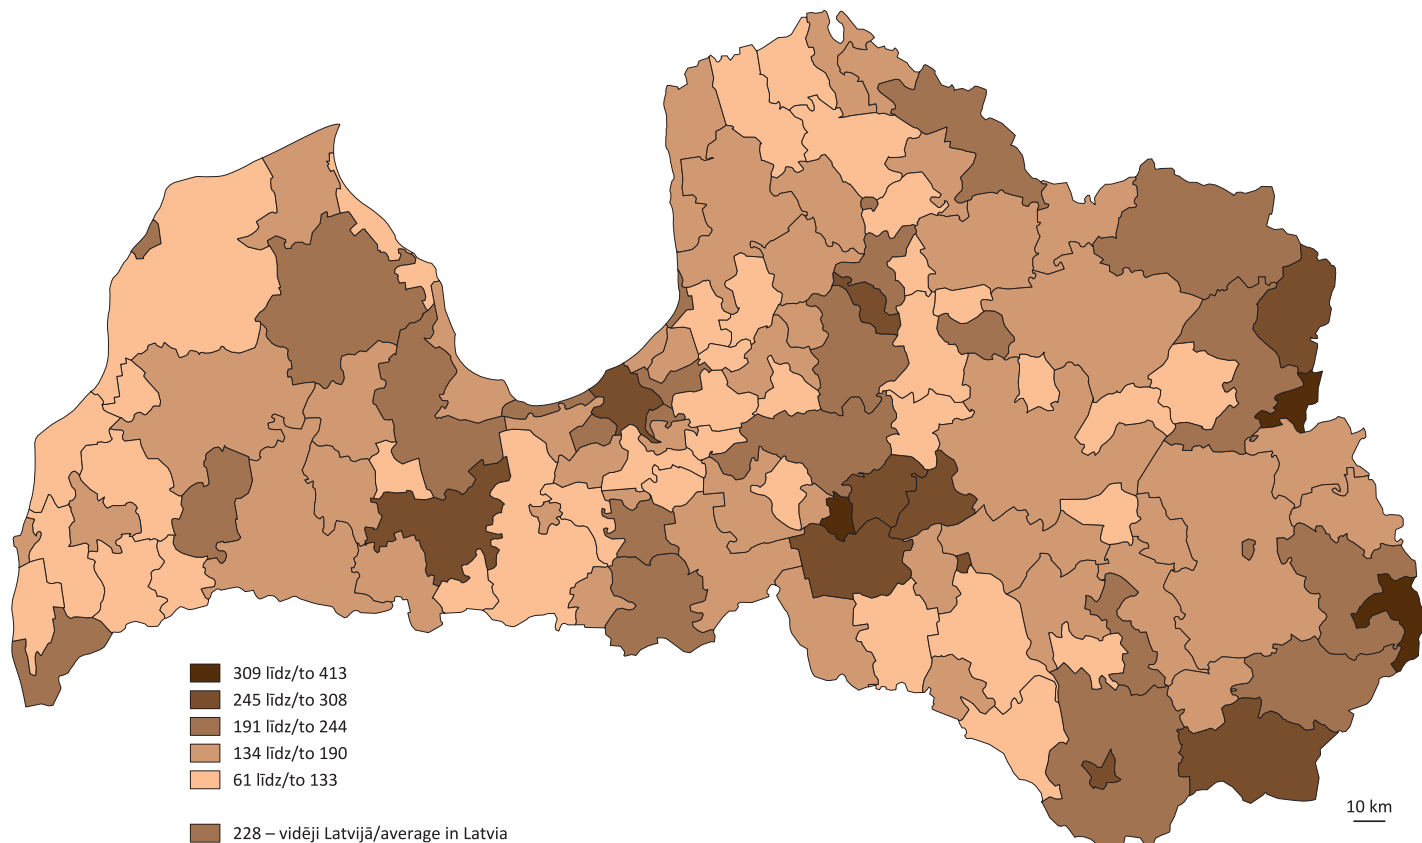 309 līdz/to 413
245 līdz/to 308
191 līdz/to 244
134 līdz/to 190
61 līdz/to 133
228 – vidēji Latvijā/average in Latvia
10 km